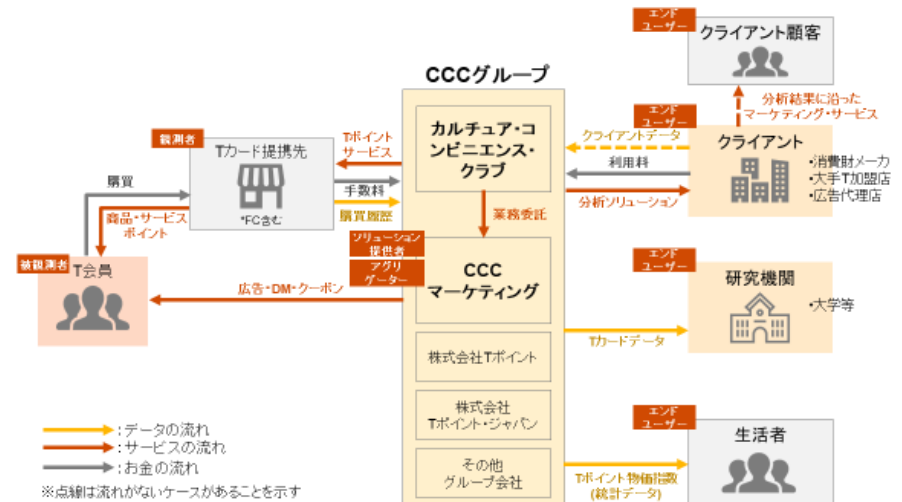 エンド
ユーザー
クライアント顧客
CCCグループ
分析結果に沿った
マーケティング・サービス
カルチュア・コ
ンビニエンス・
クラブ
エンド
ユーザー
クライアントデータ
クライアント
利用料
・消費財メーカ
・大手T加盟店
・広告代理店
分析ソリューション
観測者
Tカード提携先
*FC含む
Tポイント
サービス
手数料
購買履歴
購買
商品・サービス
ポイント
業務委託
ソリューション
提供者
アグリ
ゲーター
CCC
マーケティング
被観測者
T会員
広告・DM・クーポン
エンド
ユーザー
研究機関
・大学等
Tカードデータ
株式会社Tポイント
株式会社
Tポイント・ジャパン
その他
グループ会社
エンド
ユーザー
生活者
Tポイント物価指数
(統計データ)
:データの流れ
:サービスの流れ
:お金の流れ
※点線は流れがないケースがあることを示す